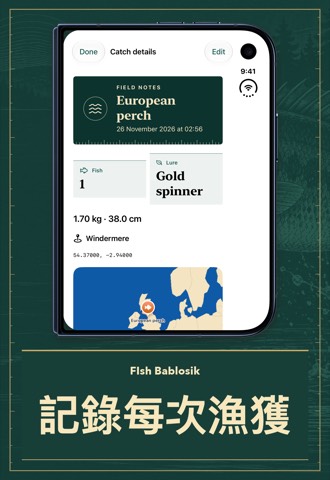 Done
Catch details
Edit
9:41
FIELD NOTES
European
perch
26 November 2026 at 02:56
Fish
1
Lure
Gold
spinner
1.70 kg · 38.0 cm
Windermere
54.37000, -2.94000
European perch
FIsh Bablosik
記錄每次漁獲